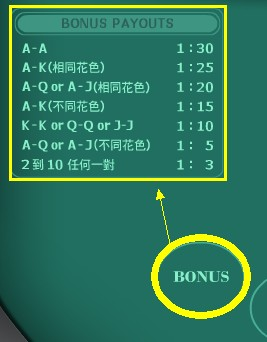 BONUS PAYOUTS
A-A 1:30
A-K(相同花色) 1:25
A-Q or A-J(相同花色) 1:20
A-K(不同花色) 1:15
K-K or Q-Q or J-J 1:10
A-Q or A-J(不同花色) 1: 5
2 到 10 任何一對 1: 3
BONUS